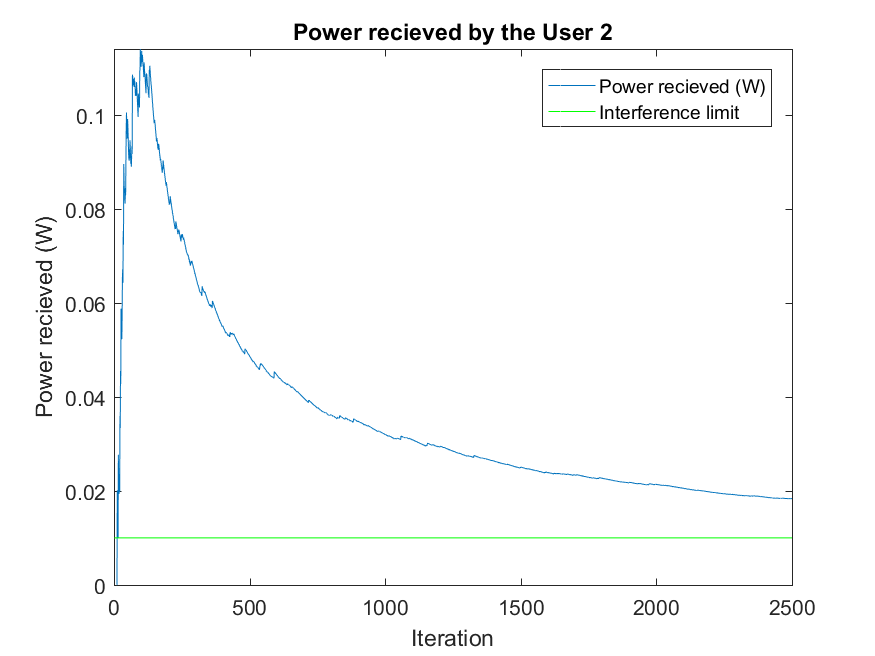 Power recieved by the User 2
Power recieved (W)
Interference limit
Power recieved (W)
0.1
0.08
0.06
0.04
0.02
0
0
500
1000
1500
2000
2500
Iteration